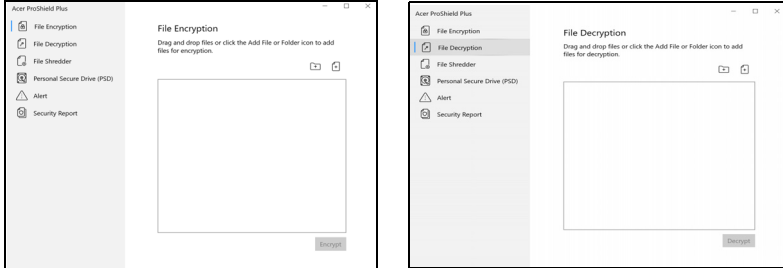 Acer ProShield Plus
File Encryption
File Decryption
File Shredder
Personal Secure Drive (PSD)
Alert
Security Report
File Encryption
Drag and drop files or click the Add File or Folder icon to add
files for encryption.
Encrypt
Acer ProShield Plus
File Encryption
File Decryption
File Shredder
Personal Secure Drive (PSD)
Alert
Security Report
File Decryption
Drag and drop files or click the Add File or Folder icon to add
files for decryption.
Decrypt